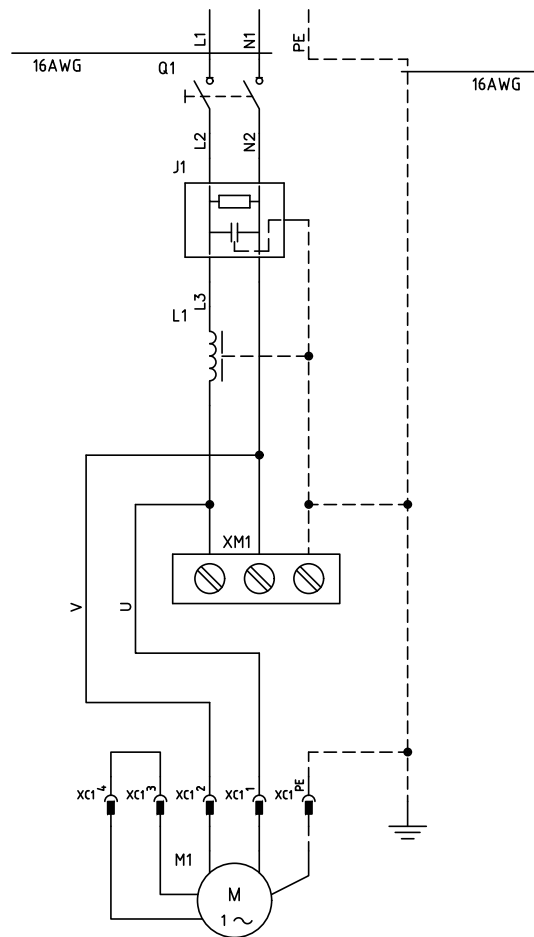 L1
N1
PE
16AWG
Q1
16AWG
L2
N2
J1
L3
L1
XM1
V
U
XC1 4
XC1 3
XC1 2
XC1 1
XC1 PE
M1
M
1 ~